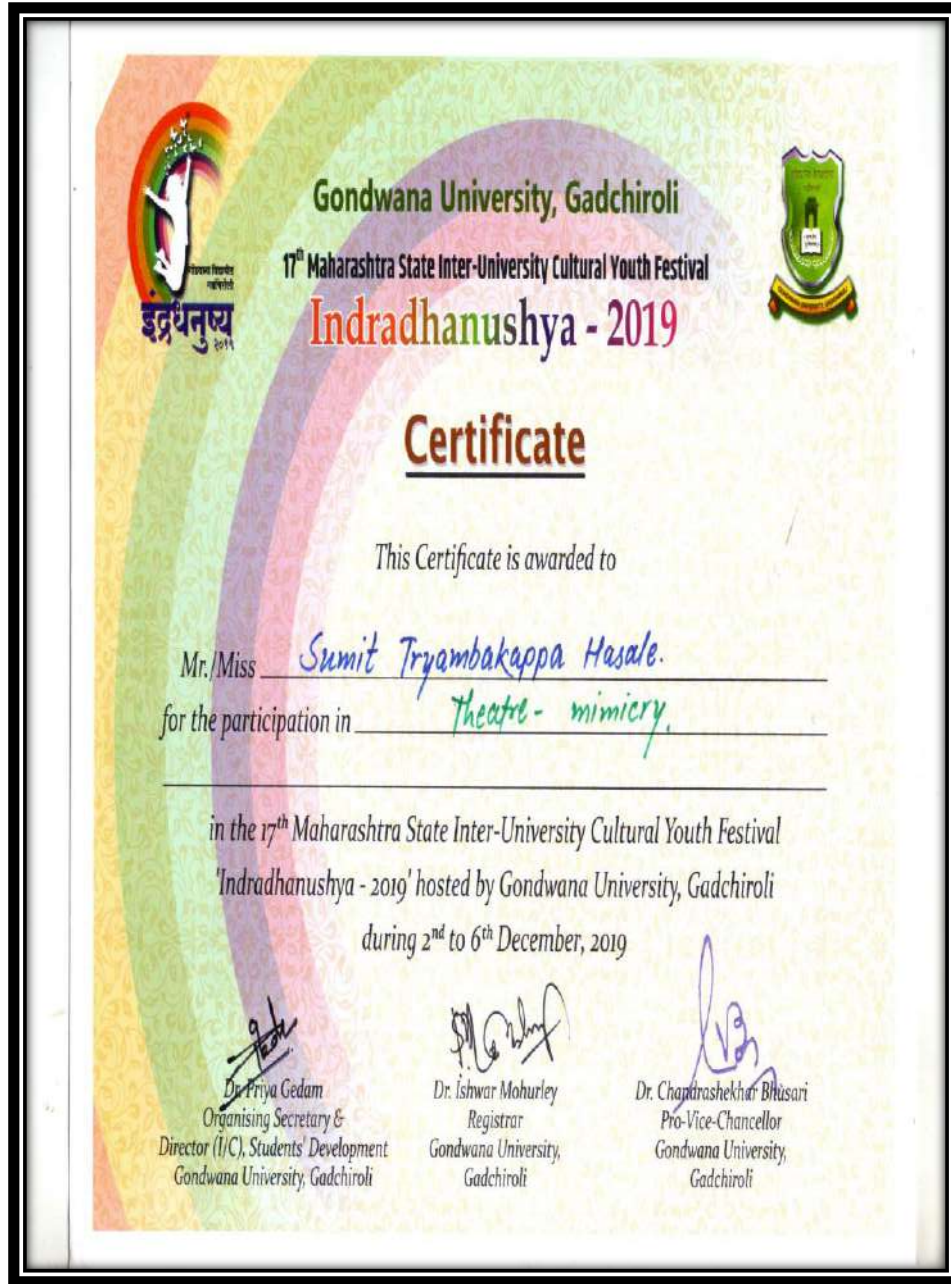 Gondwana University, Gadchiroli
17th Maharashtra State Inter-University Cultural Youth Festival
Indradhanushya - 2019
गोंडवाना विद्यापीठ
गडचिरोली
इंद्रधनुष्य
२०१९
Certificate
This Certificate is awarded to
Mr./Miss Sumit Tryambakappa Hasale.
for the participation in Theatre - mimicry.
in the 17th Maharashtra State Inter-University Cultural Youth Festival
'Indradhanushya - 2019' hosted by Gondwana University, Gadchiroli
during 2nd to 6th December, 2019
Dr. Priya Gedam
Organising Secretary &
Director (I/C), Students' Development
Gondwana University, Gadchiroli
Dr. Ishwar Mohurley
Registrar
Gondwana University,
Gadchiroli
Dr. Chandrashekhar Bhusari
Pro-Vice-Chancellor
Gondwana University,
Gadchiroli